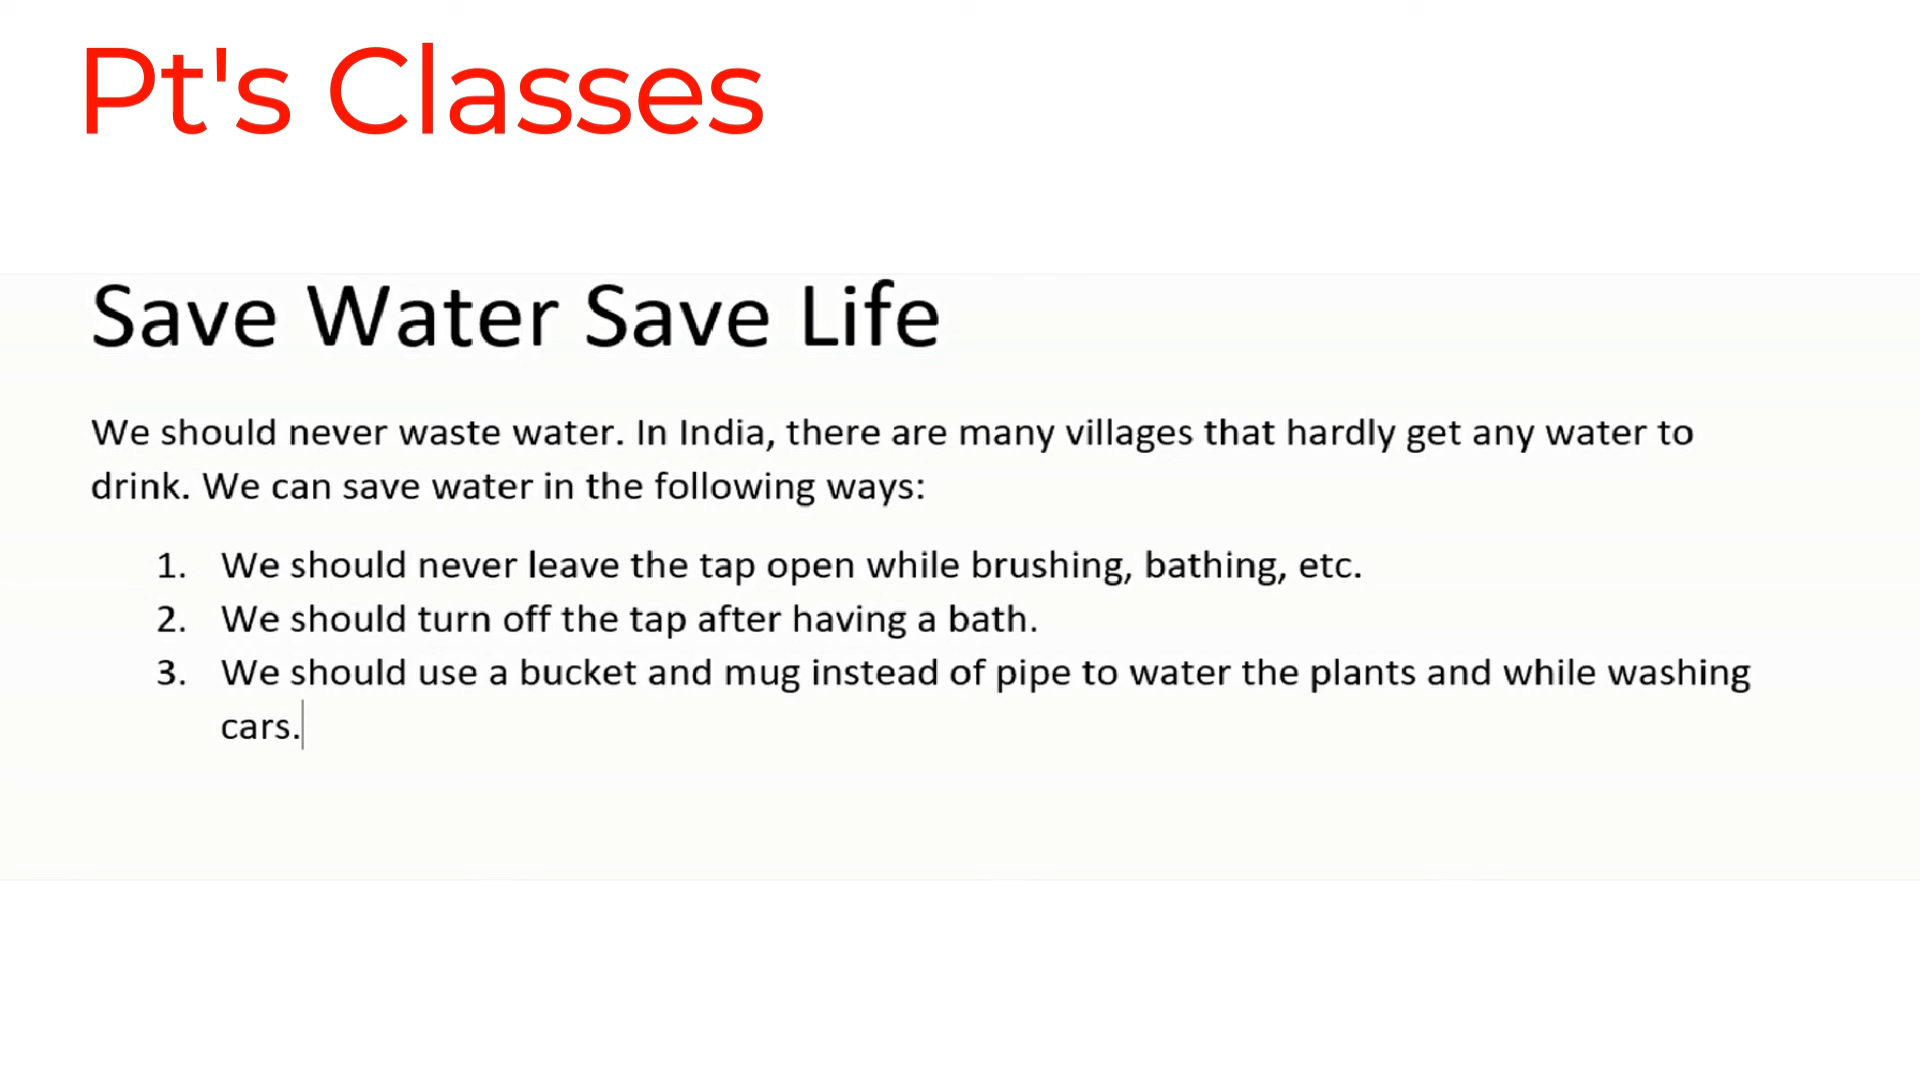 Pt's Classes
Save Water Save Life
We should never waste water. In India, there are many villages that hardly get any water to
drink. We can save water in the following ways:
1. We should never leave the tap open while brushing, bathing, etc.
2. We should turn off the tap after having a bath.
3. We should use a bucket and mug instead of pipe to water the plants and while washing
cars.